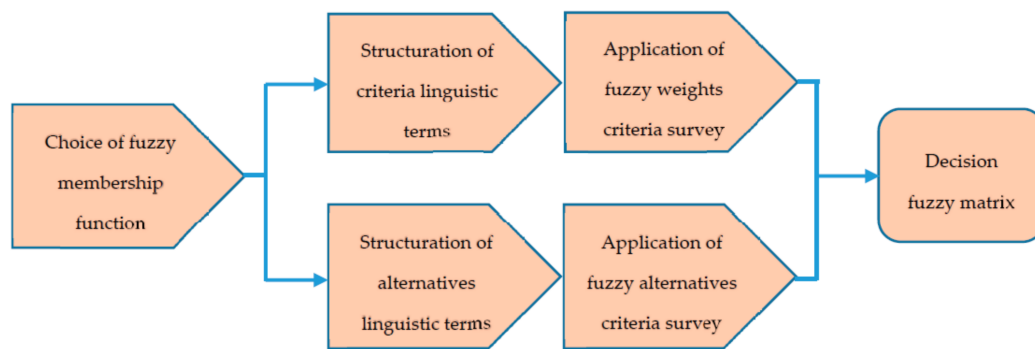 Choice of fuzzy
membership
function
Structuration of
criteria linguistic
terms
Application of
fuzzy weights
criteria survey
Structuration of
alternatives
linguistic terms
Application of
fuzzy alternatives
criteria survey
Decision
fuzzy matrix